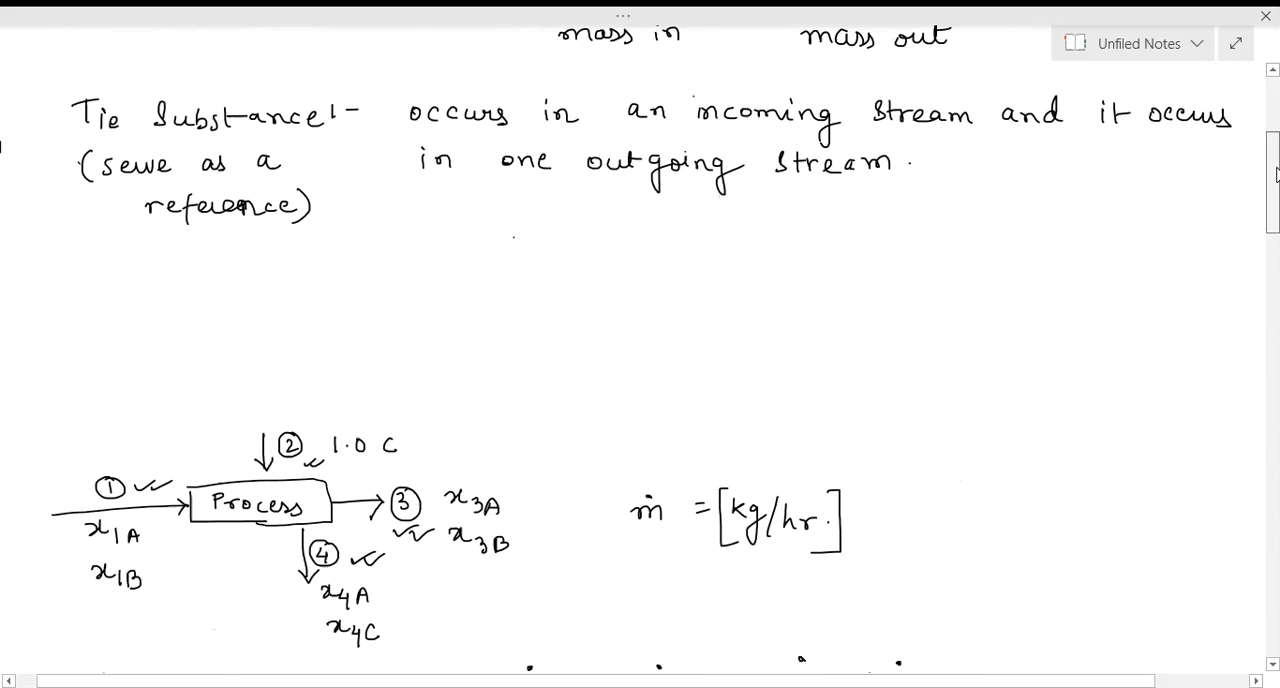 ...
mass in mass out
Unfiled Notes
Tie Substance:- occurs in an incoming stream and it occurs
(serve as a in one outgoing stream.
reference)
② 1.0 C
① Process ③ x3A
x1A x3B
x1B ④
x4A
x4C
ṁ = [kg/hr.]